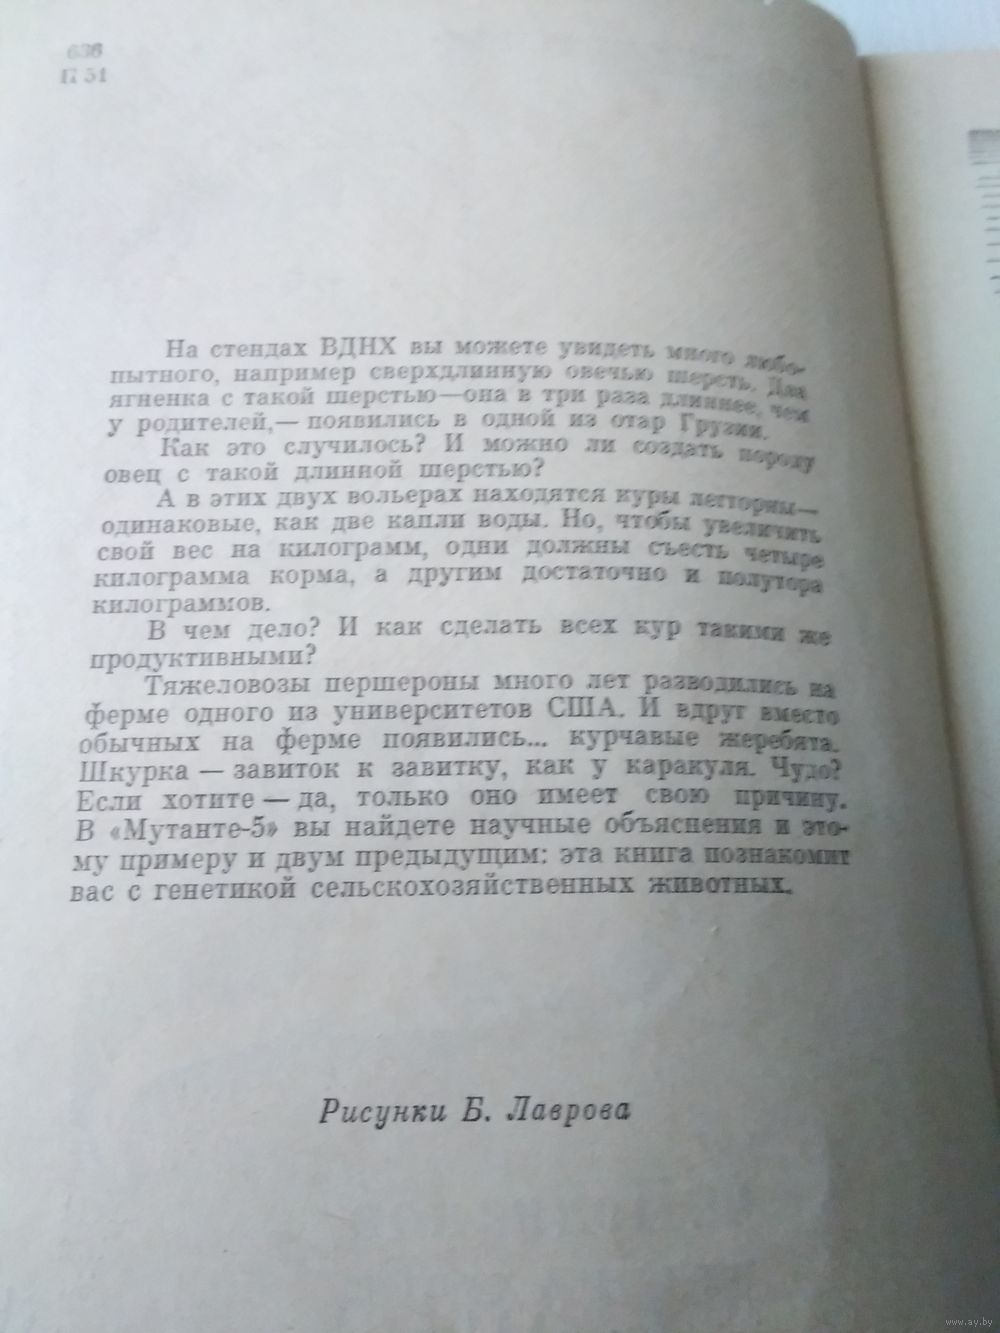 636
П 51
На стендах ВДНХ вы можете увидеть много любо-
пытного, например сверхдлинную овечью шерсть. Два
ягненка с такой шерстью—она в три раза длиннее, чем
у родителей,— появились в одной из отар Грузии.
Как это случилось? И можно ли создать породу
овец с такой длинной шерстью?
А в этих двух вольерах находятся куры леггорны—
одинаковые, как две капли воды. Но, чтобы увеличить
свой вес на килограмм, одни должны съесть четыре
килограмма корма, а другим достаточно и полутора
килограммов.
В чем дело? И как сделать всех кур такими же
продуктивными?
Тяжеловозы першероны много лет разводились на
ферме одного из университетов США. И вдруг вместо
обычных на ферме появились... курчавые жеребята.
Шкурка — завиток к завитку, как у каракуля. Чудо?
Если хотите — да, только оно имеет свою причину.
В «Мутанте-5» вы найдете научные объяснения и это-
му примеру и двум предыдущим: эта книга познакомит
вас с генетикой сельскохозяйственных животных.
Рисунки Б. Лаврова
www.ay.by